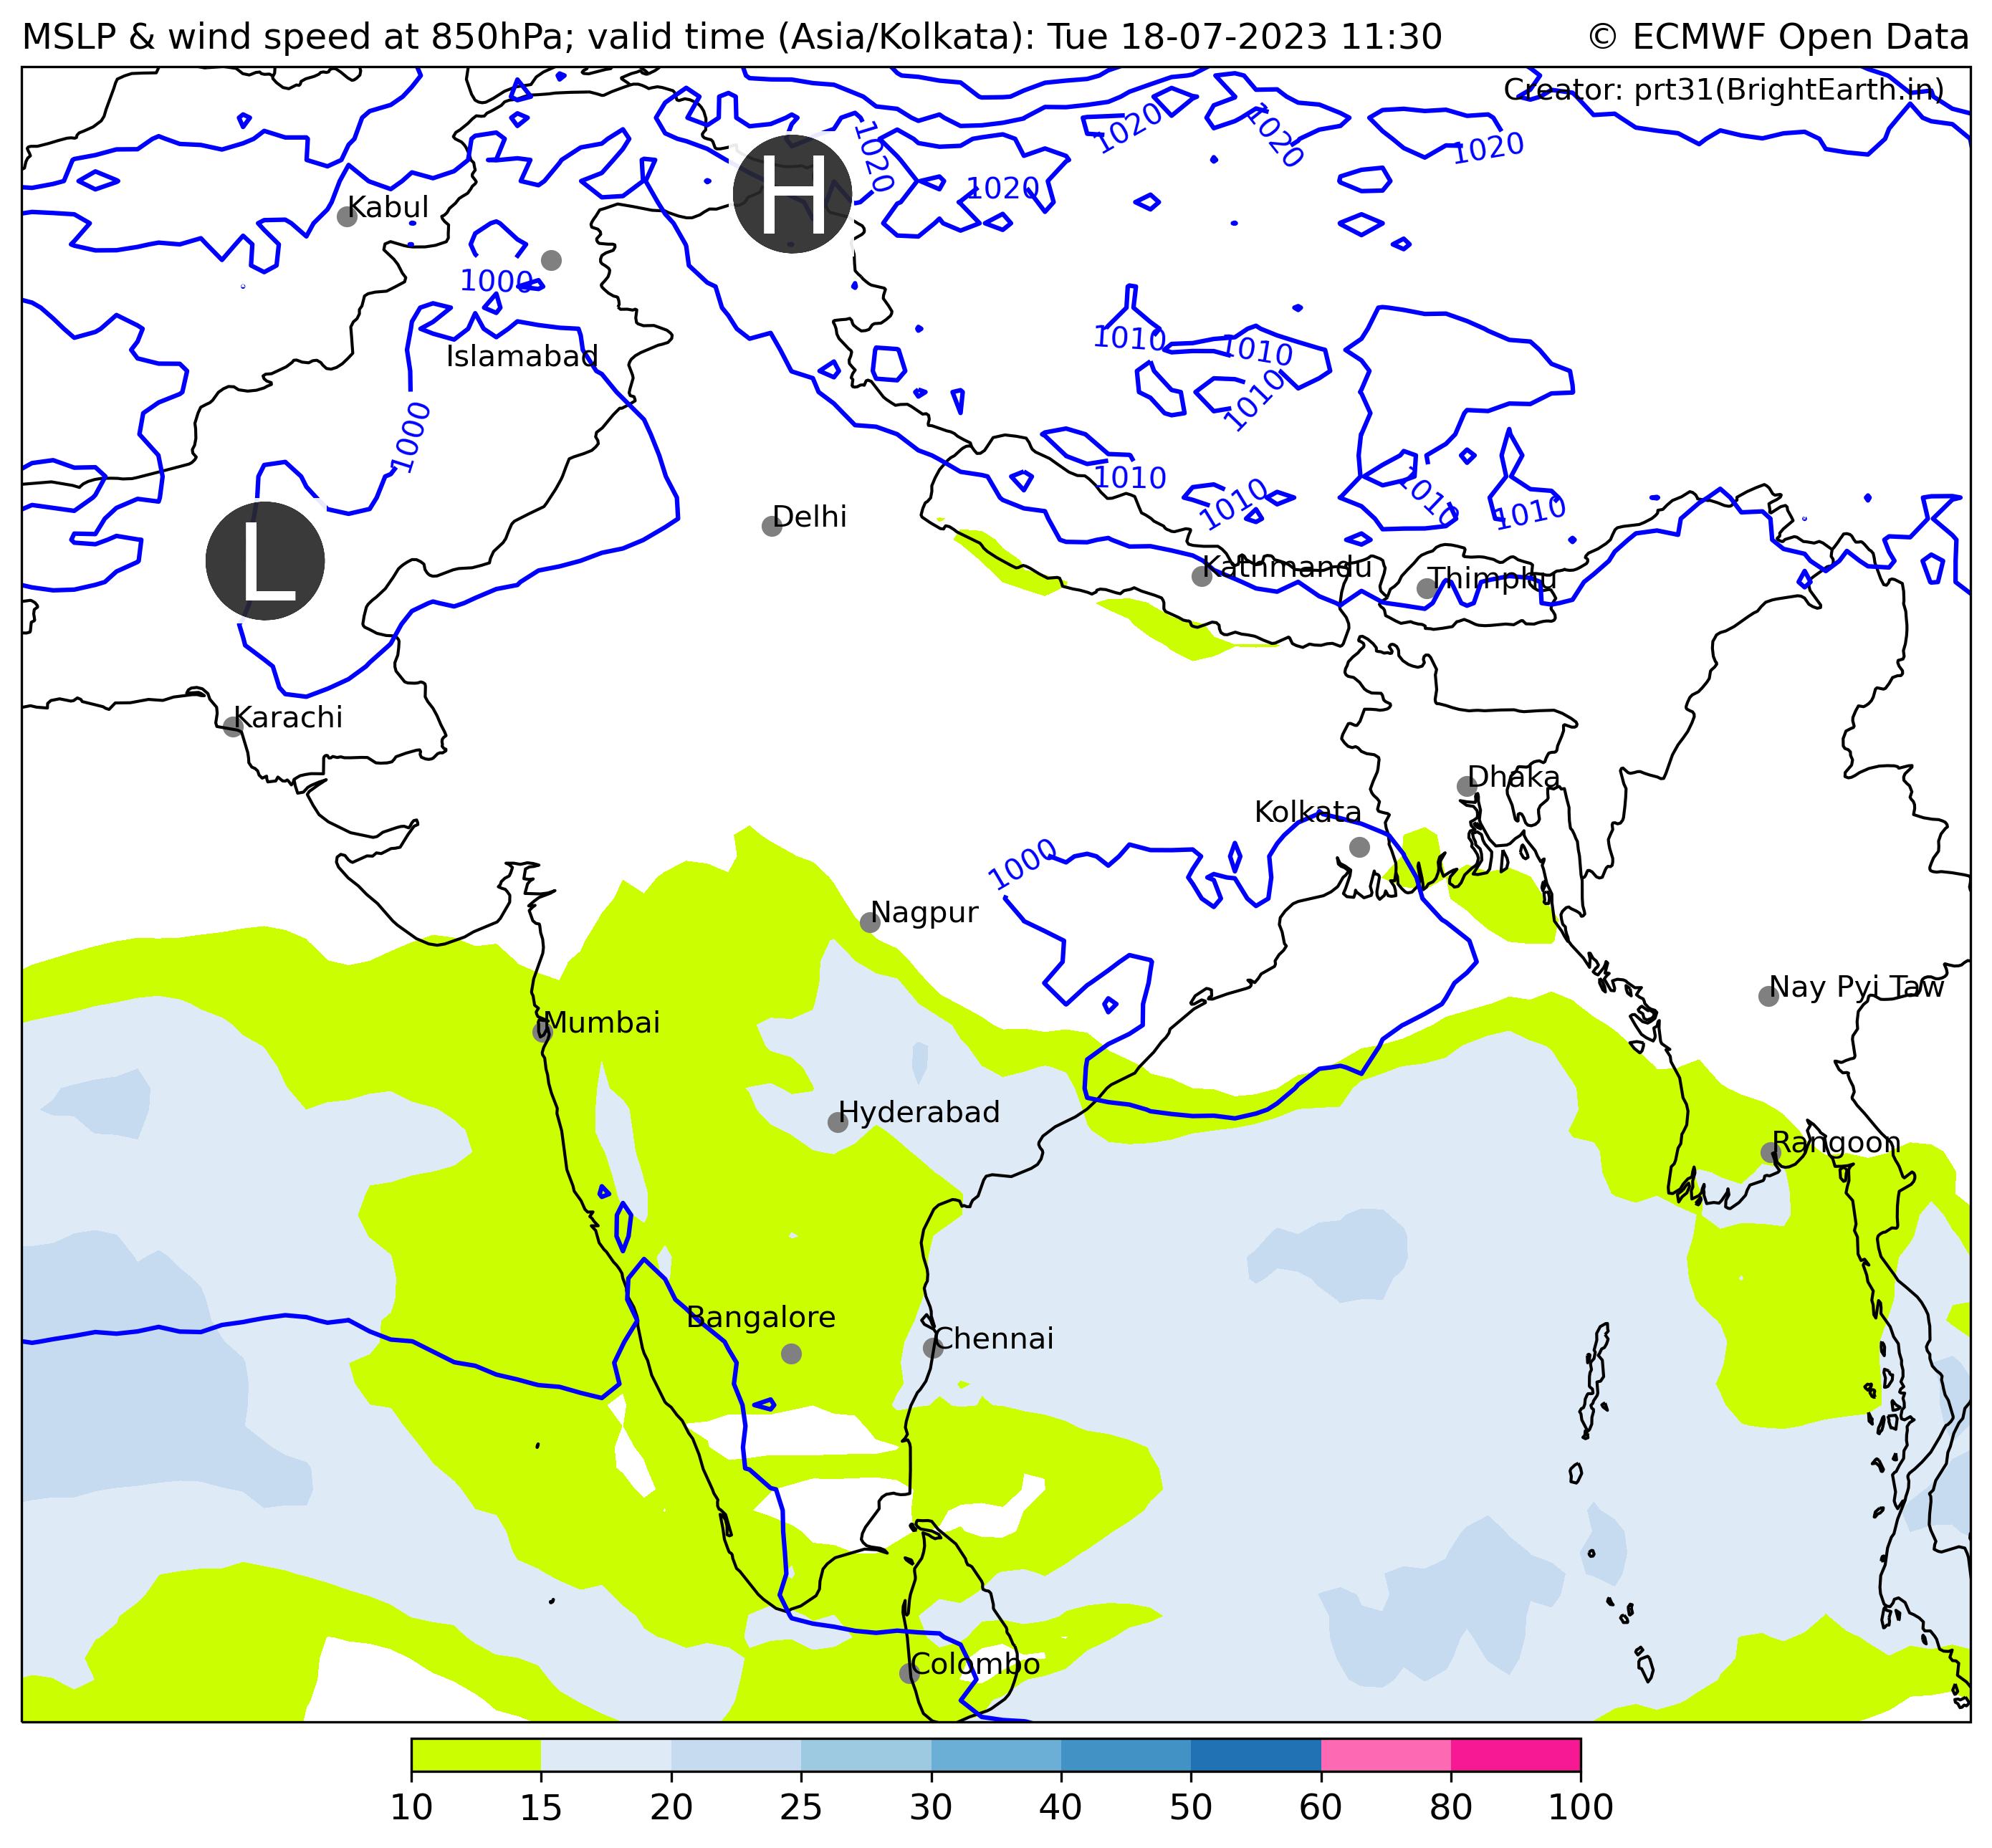 MSLP & wind speed at 850hPa; valid time (Asia/Kolkata): Tue 18-07-2023 11:30
© ECMWF Open Data
Creator: prt31(BrightEarth.in)
1020
1020
1020
1020
1020
H
Kabul
1000
1010
1010
Islamabad
1010
1000
1010
1010
1010
1010
Delhi
L
Kathmandu
Thimphu
Karachi
Dhaka
Kolkata
1000
Nagpur
Nay Pyi Taw
Mumbai
Hyderabad
Rangoon
Bangalore
Chennai
Colombo
10 15 20 25 30 40 50 60 80 100